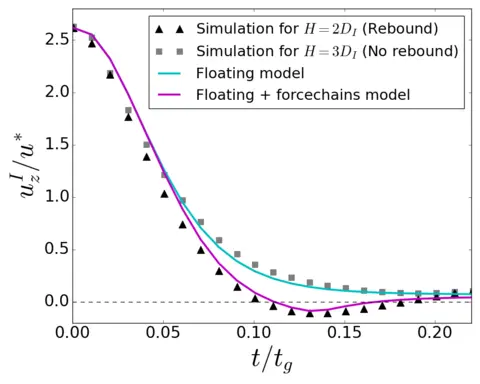 3.0
2.5
2.0
1.5
1.0
0.5
0.0
u_z^I/u*
Simulation for H = 2D_I (Rebound)
Simulation for H = 3D_I (No rebound)
Floating model
Floating + forcechains model
0.00 0.05 0.10 0.15 0.20
t/t_g